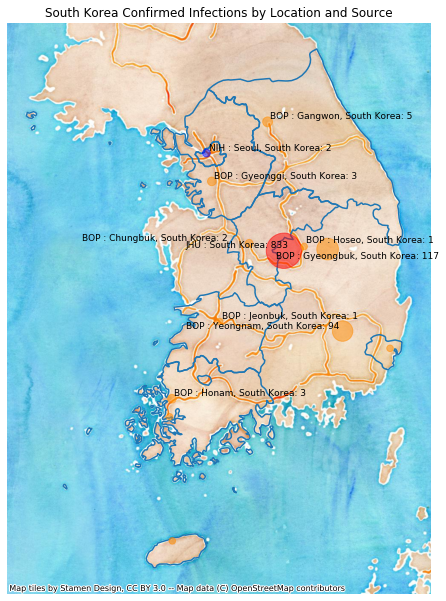 South Korea Confirmed Infections by Location and Source
BOP : Gangwon, South Korea: 5
NIH : Seoul, South Korea: 2
BOP : Gyeonggi, South Korea: 3
BOP : Chungbuk, South Korea: 2
BOP : Hoseo, South Korea: 1
JHU : South Korea: 833
BOP : Gyeongbuk, South Korea: 117
BOP : Jeonbuk, South Korea: 1
BOP : Yeongnam, South Korea: 94
BOP : Honam, South Korea: 3
Map tiles by Stamen Design, CC BY 3.0 -- Map data (C) OpenStreetMap contributors